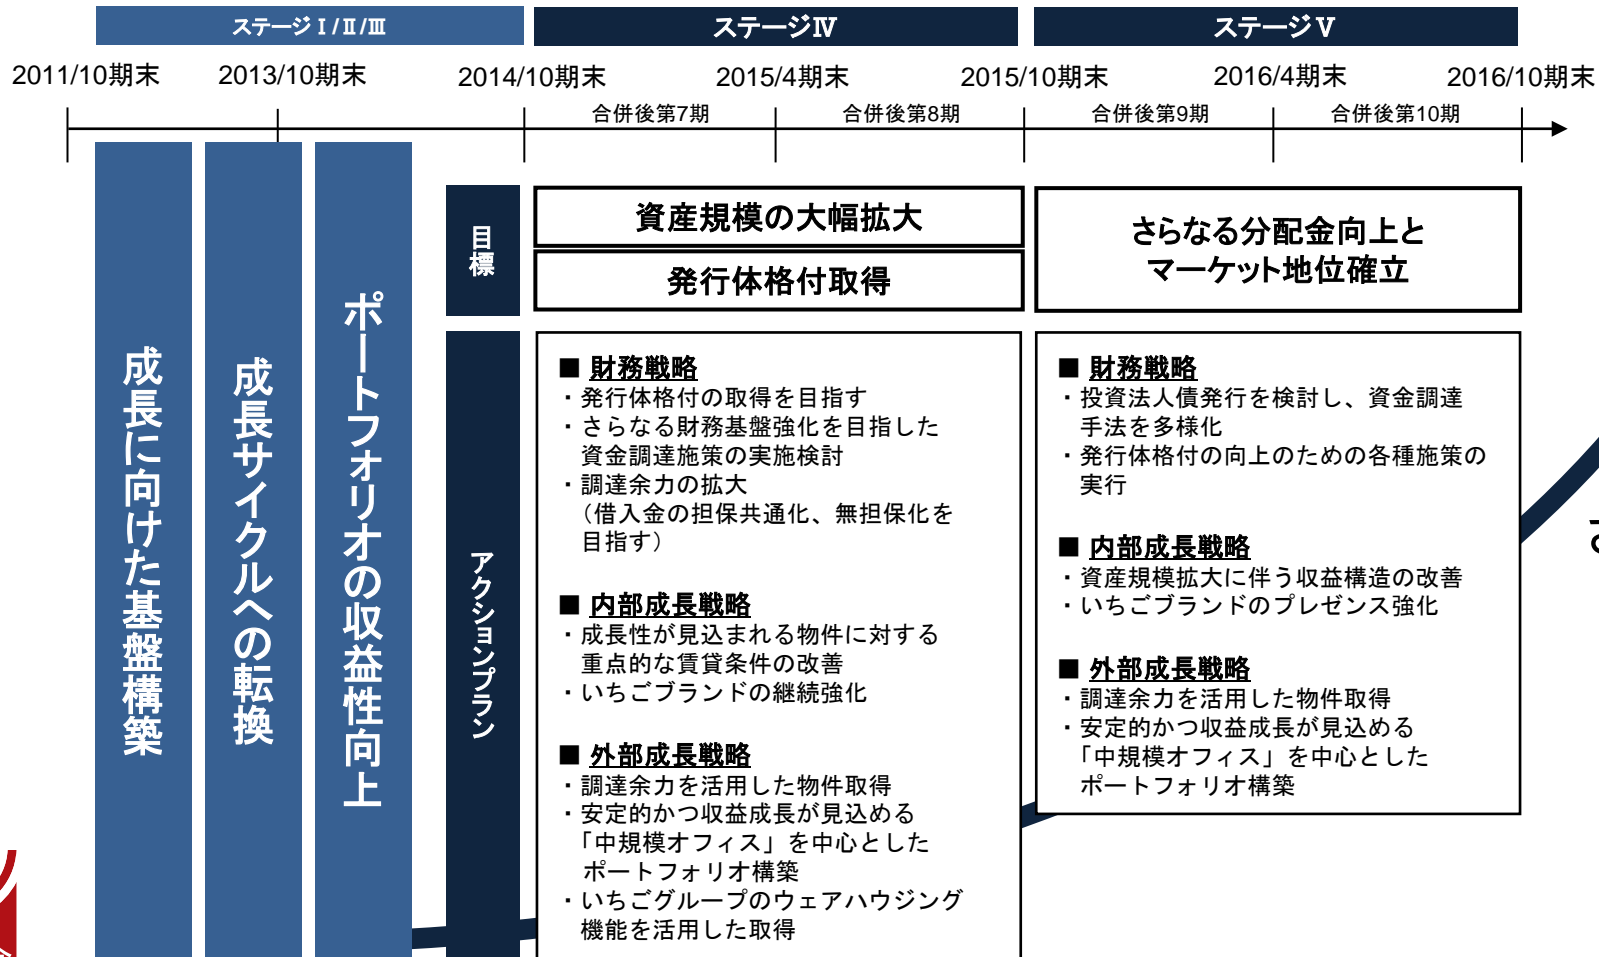 ステージⅠ/Ⅱ/Ⅲ
ステージⅣ
ステージⅤ
2011/10期末
2013/10期末
2014/10期末
2015/4期末
2015/10期末
2016/4期末
2016/10期末
合併後第7期
合併後第8期
合併後第9期
合併後第10期
成長に向けた基盤構築
成長サイクルへの転換
ポートフォリオの収益性向上
目標
資産規模の大幅拡大
発行体格付取得
さらなる分配金向上と
マーケット地位確立
アクションプラン
■ 財務戦略
・発行体格付の取得を目指す
・さらなる財務基盤強化を目指した
資金調達施策の実施検討
・調達余力の拡大
（借入金の担保共通化、無担保化を
目指す）
■ 内部成長戦略
・成長性が見込まれる物件に対する
重点的な賃貸条件の改善
・いちごブランドの継続強化
■ 外部成長戦略
・調達余力を活用した物件取得
・安定的かつ収益成長が見込める
「中規模オフィス」を中心とした
ポートフォリオ構築
・いちごグループのウェアハウジング
機能を活用した取得
■ 財務戦略
・投資法人債発行を検討し、資金調達
手法を多様化
・発行体格付の向上のための各種施策の
実行
■ 内部成長戦略
・資産規模拡大に伴う収益構造の改善
・いちごブランドのプレゼンス強化
■ 外部成長戦略
・調達余力を活用した物件取得
・安定的かつ収益成長が見込める
「中規模オフィス」を中心とした
ポートフォリオ構築